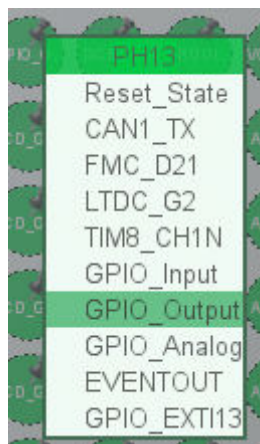 PH13
Reset_State
CAN1_TX
FMC_D21
LTDC_G2
TIM8_CH1N
GPIO_Input
GPIO_Output
GPIO_Analog
EVENTOUT
GPIO_EXTI13